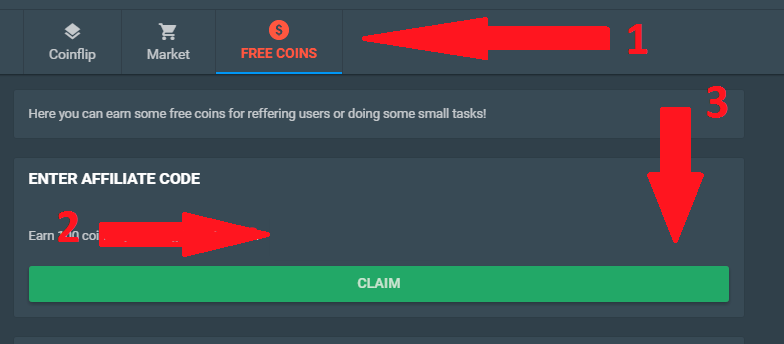 Coinflip
Market
$
FREE COINS
1
Here you can earn some free coins for reffering users or doing some small tasks!
3
ENTER AFFILIATE CODE
2
Earn
CLAIM